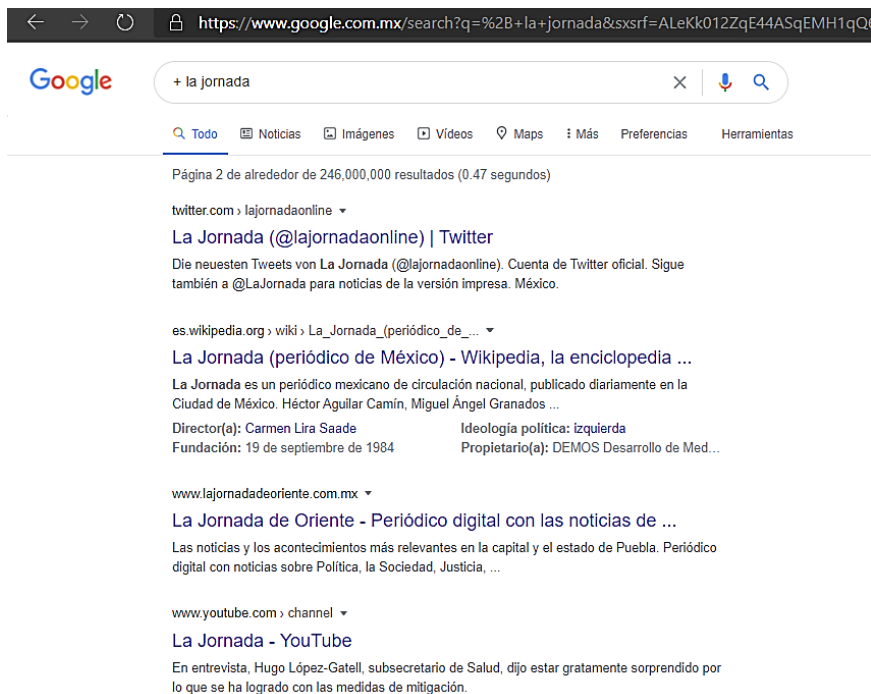 https://www.google.com.mx/search?q=%2B+la+jornada&sxsrf=ALeKk012ZqE44ASqEMH1qQ6
Google
+ la jornada
Todo Noticias Imágenes Vídeos Maps Más Preferencias Herramientas
Página 2 de alrededor de 246,000,000 resultados (0.47 segundos)
twitter.com › lajornadaonline
La Jornada (@lajornadaonline) | Twitter
Die neuesten Tweets von La Jornada (@lajornadaonline). Cuenta de Twitter oficial. Sigue
también a @LaJornada para noticias de la versión impresa. México.
es.wikipedia.org › wiki › La_Jornada_(periódico_de_...
La Jornada (periódico de México) - Wikipedia, la enciclopedia ...
La Jornada es un periódico mexicano de circulación nacional, publicado diariamente en la
Ciudad de México. Héctor Aguilar Camín, Miguel Ángel Granados ...
Director(a): Carmen Lira Saade Ideología política: izquierda
Fundación: 19 de septiembre de 1984 Propietario(a): DEMOS Desarrollo de Med...
www.lajornadadeoriente.com.mx
La Jornada de Oriente - Periódico digital con las noticias de ...
Las noticias y los acontecimientos más relevantes en la capital y el estado de Puebla. Periódico
digital con noticias sobre Política, la Sociedad, Justicia, ...
www.youtube.com › channel
La Jornada - YouTube
En entrevista, Hugo López-Gatell, subsecretario de Salud, dijo estar gratamente sorprendido por
lo que se ha logrado con las medidas de mitigación.